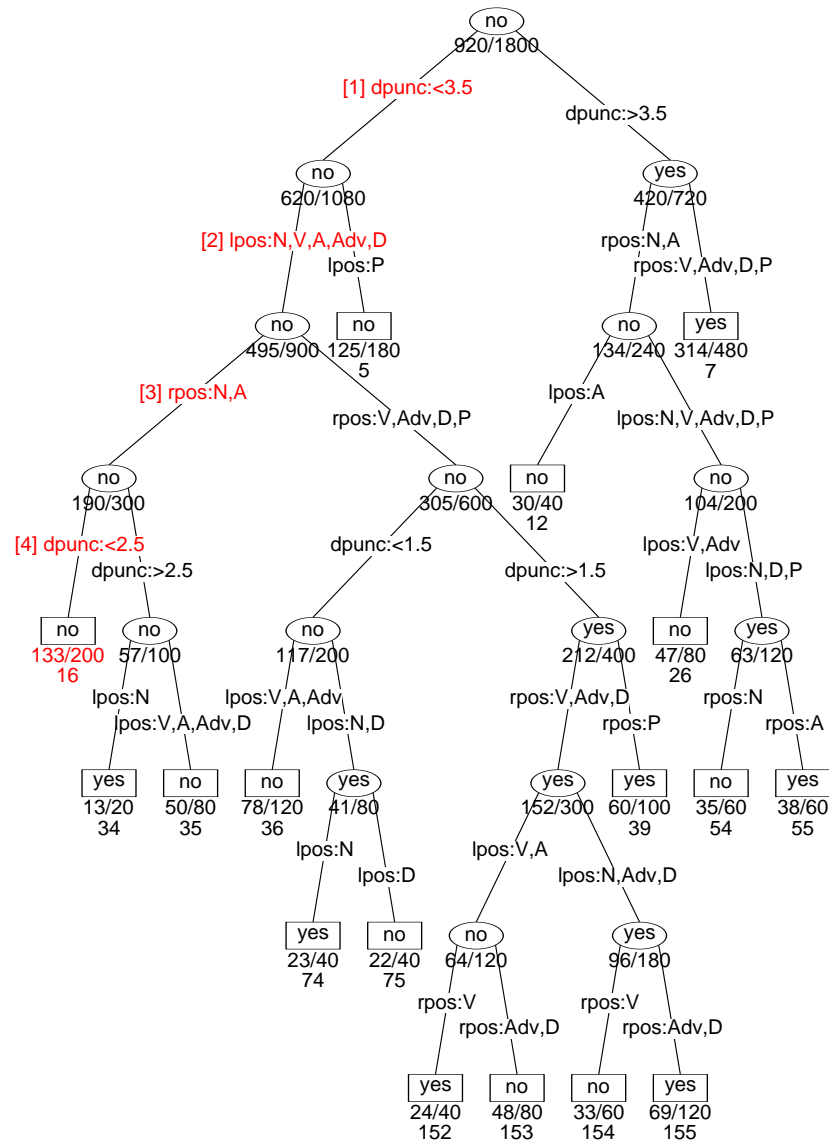 no
920/1800
[1] dpunc:<3.5
dpunc:>3.5
no
620/1080
yes
420/720
[2] lpos:N,V,A,Adv,D
lpos:P
rpos:N,A
rpos:V,Adv,D,P
no
495/900
no
125/180
5
no
134/240
yes
314/480
7
[3] rpos:N,A
rpos:V,Adv,D,P
lpos:A
lpos:N,V,Adv,D,P
no
190/300
no
305/600
no
30/40
12
no
104/200
[4] dpunc:<2.5
dpunc:>2.5
dpunc:<1.5
dpunc:>1.5
lpos:V,Adv
lpos:N,D,P
no
133/200
16
no
57/100
no
117/200
yes
212/400
no
47/80
26
yes
63/120
lpos:N
lpos:V,A,Adv,D
lpos:V,A,Adv
lpos:N,D
rpos:V,Adv,D
rpos:P
rpos:N
rpos:A
yes
13/20
34
no
50/80
35
no
78/120
36
yes
41/80
yes
152/300
yes
60/100
39
no
35/60
54
yes
38/60
55
lpos:N
lpos:D
lpos:V,A
lpos:N,Adv,D
yes
23/40
74
no
22/40
75
no
64/120
yes
96/180
rpos:V
rpos:Adv,D
rpos:V
rpos:Adv,D
yes
24/40
152
no
48/80
153
no
33/60
154
yes
69/120
155